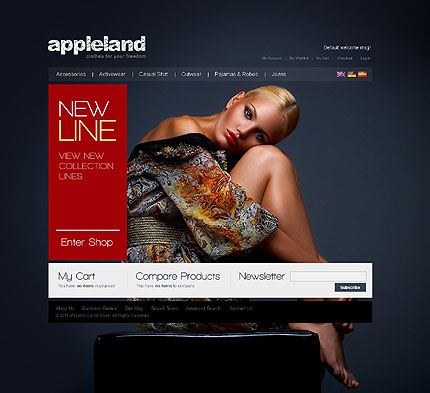 appleland
clothes for your freedom
Default welcome msg!
My Account | My Wishlist | My Cart | Checkout | Log In
Accessories | Activewear | Casual Shirt | Outwear | Pajamas & Robes | Jeans
NEW
LINE
VIEW NEW
COLLECTION
LINES
Enter Shop
My Cart
You have no items in your cart
Compare Products
You have no items to compare
Newsletter
Subscribe
About Us Customer Service Site Map Search Terms Advanced Search Contact Us
Store. All Rights Reserved.